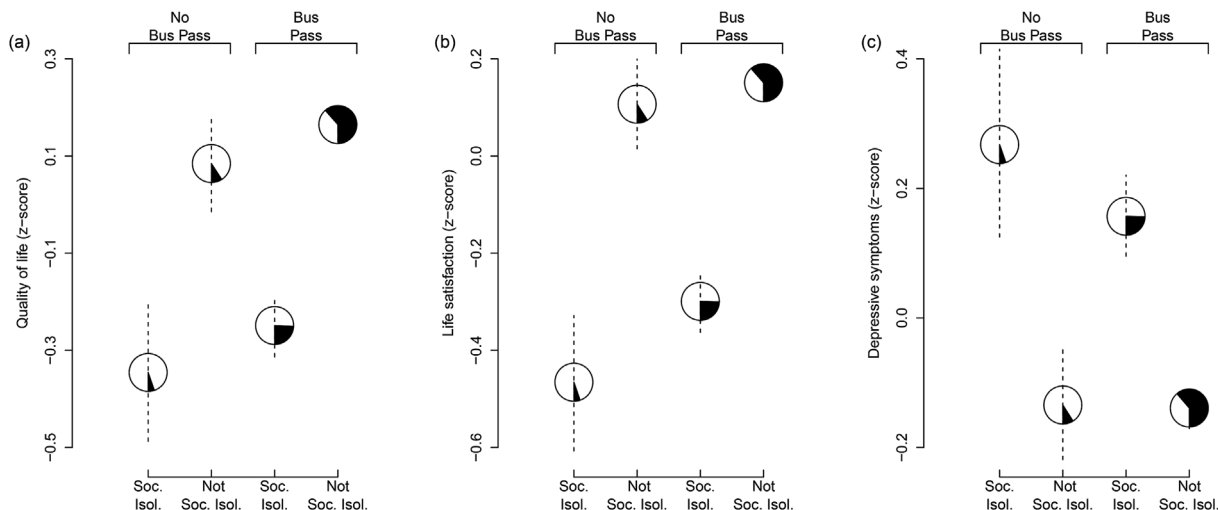 (a)
No
Bus Pass
Bus
Pass
Quality of life (z−score)
0.3
0.1
−0.1
−0.3
−0.5
Soc.
Isol.
Not
Soc. Isol.
Soc.
Isol.
Not
Soc. Isol.
(b)
No
Bus Pass
Bus
Pass
Life satisfaction (z−score)
0.2
0.0
−0.2
−0.4
−0.6
Soc.
Isol.
Not
Soc. Isol.
Soc.
Isol.
Not
Soc. Isol.
(c)
No
Bus Pass
Bus
Pass
Depressive symptoms (z−score)
0.4
0.2
0.0
−0.2
Soc.
Isol.
Not
Soc. Isol.
Soc.
Isol.
Not
Soc. Isol.